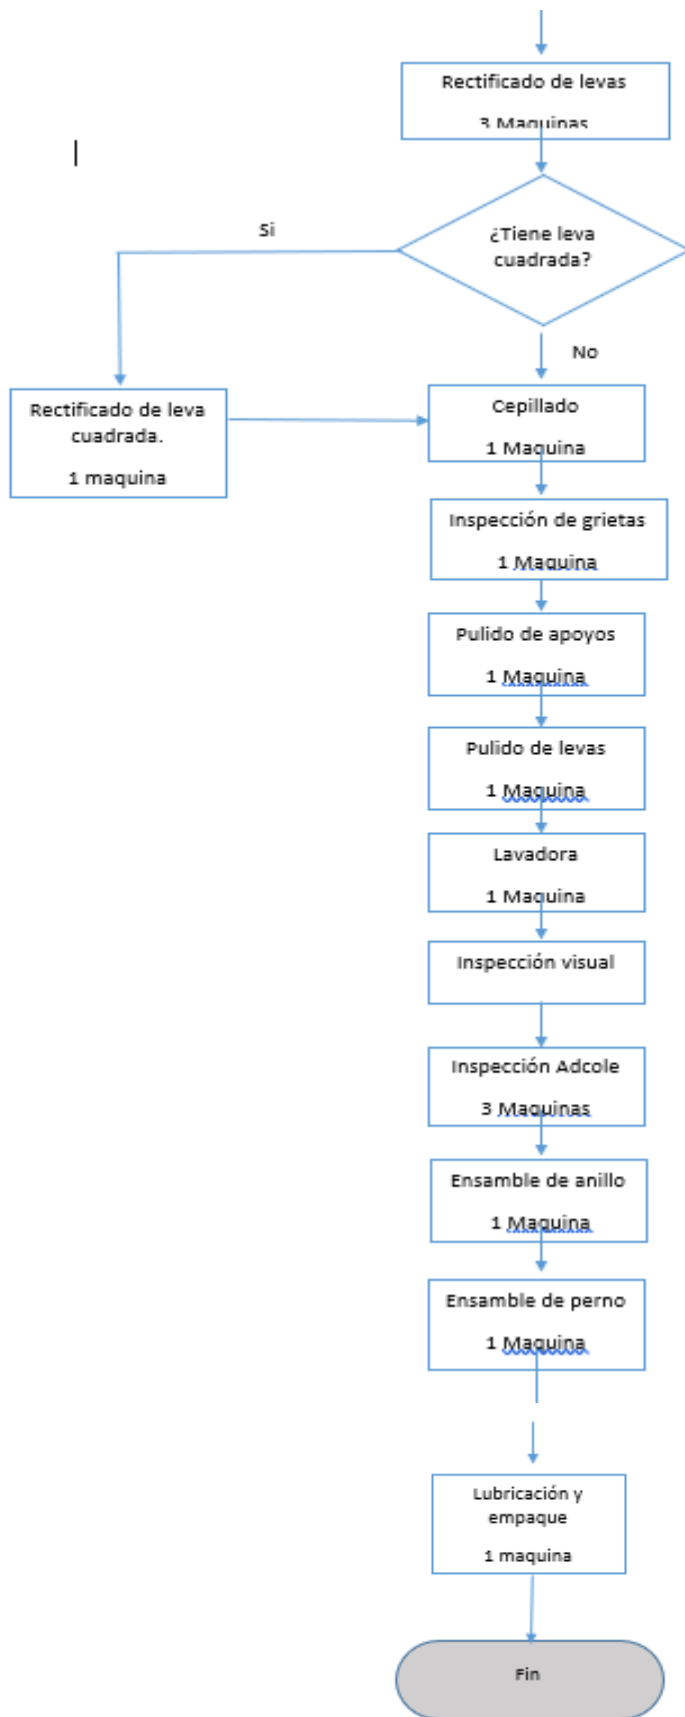 Rectificado de levas
3 Maquinas
¿Tiene leva
cuadrada?
Si
No
Rectificado de leva
cuadrada.
1 maquina
Cepillado
1 Maquina
Inspección de grietas
1 Maquina
Pulido de apoyos
1 Maquina
Pulido de levas
1 Maquina
Lavadora
1 Maquina
Inspección visual
Inspección Adcole
3 Maquinas
Ensamble de anillo
1 Maquina
Ensamble de perno
1 Maquina
Lubricación y
empaque
1 maquina
Fin